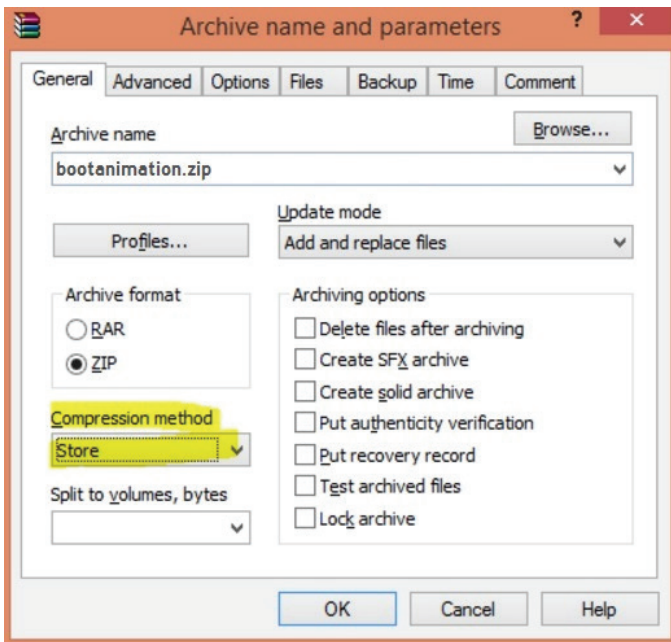 Archive name and parameters
?
General Advanced Options Files Backup Time Comment
Archive name
Browse...
bootanimation.zip
Profiles...
Update mode
Add and replace files
Archive format
RAR
ZIP
Compression method
Store
Split to volumes, bytes
Archiving options
Delete files after archiving
Create SFX archive
Create solid archive
Put authenticity verification
Put recovery record
Test archived files
Lock archive
OK Cancel Help